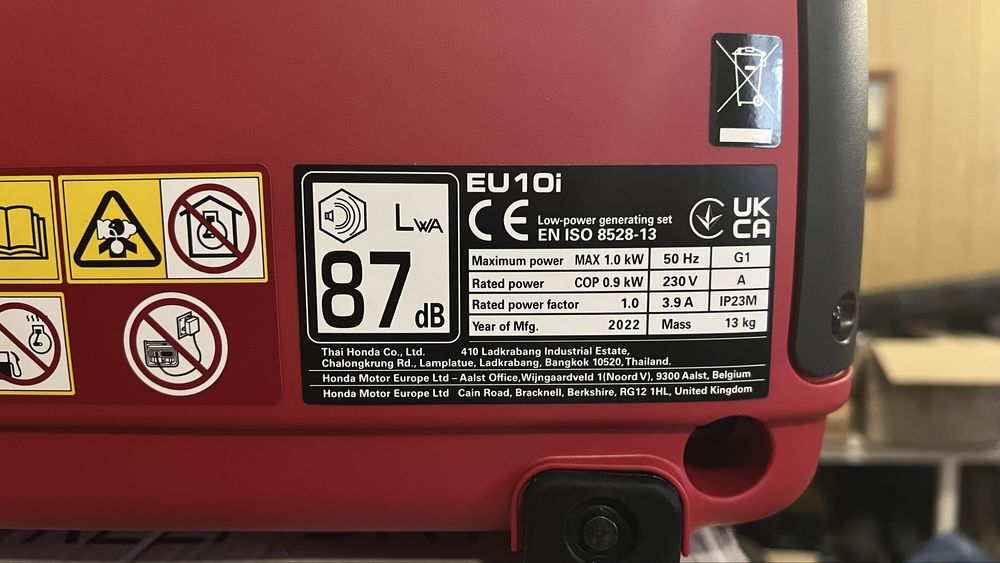 EU10i
LWA
87 dB
CE
Low-power generating set
EN ISO 8528-13
UK
CA
Maximum power MAX 1.0 kW 50 Hz G1
Rated power COP 0.9 kW 230 V A
Rated power factor 1.0 3.9 A IP23M
Year of Mfg. 2022 Mass 13 kg
Thai Honda Co., Ltd. 410 Ladkrabang Industrial Estate,
Chalongkrung Rd., Lamplatue, Ladkrabang, Bangkok 10520, Thailand.
Honda Motor Europe Ltd – Aalst Office, Wijngaardveld 1(Noord V), 9300 Aalst, Belgium
Honda Motor Europe Ltd Cain Road, Bracknell, Berkshire, RG12 1HL, United Kingdom